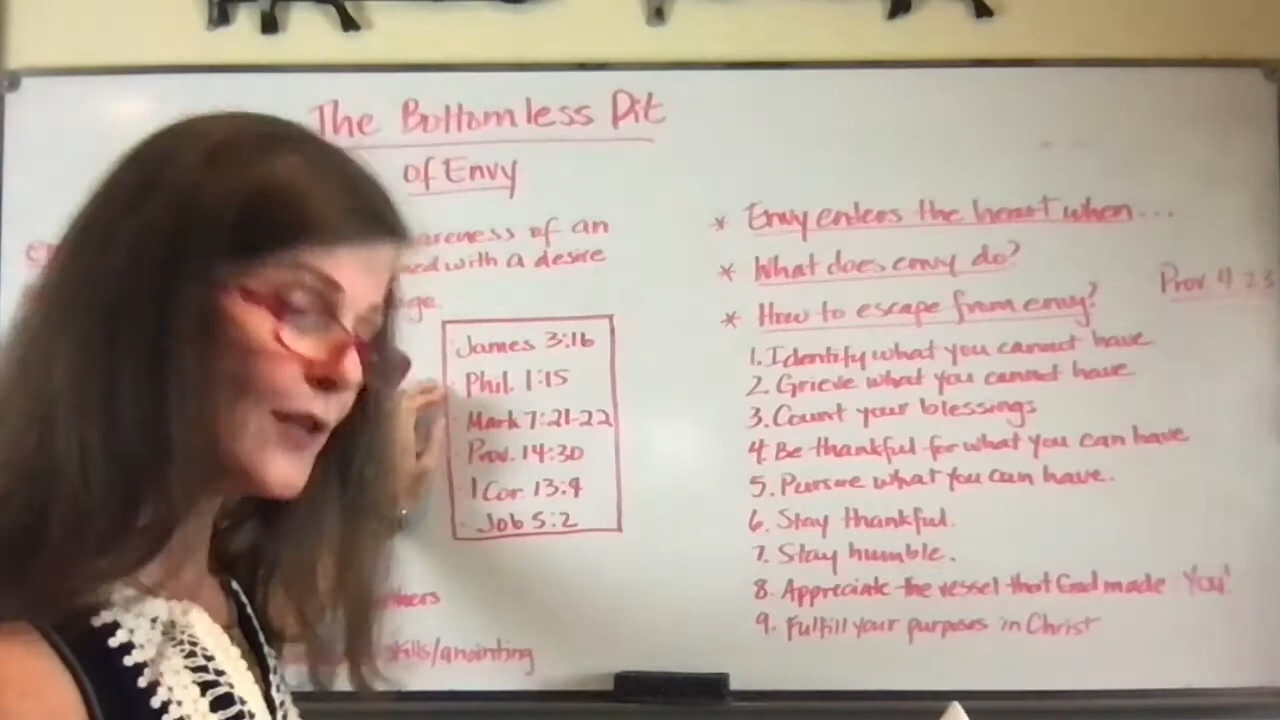 The Bottomless Pit
of Envy
areness of an
ned with a desire
ge.
James 3:16
Phil. 1:15
Mark 7:21-22
Prov. 14:30
1 Cor. 13:4
Job 5:2
hers
skills/anointing
* Envy enters the heart when...
* What does envy do?
Prov 4 23
* How to escape from envy?
1. Identify what you cannot have
2. Grieve what you cannot have
3. Count your blessings
4. Be thankful for what you can have
5. Pursue what you can have.
6. Stay thankful.
7. Stay humble.
8. Appreciate the vessel that God made You!
9. Fulfill your purposes in Christ